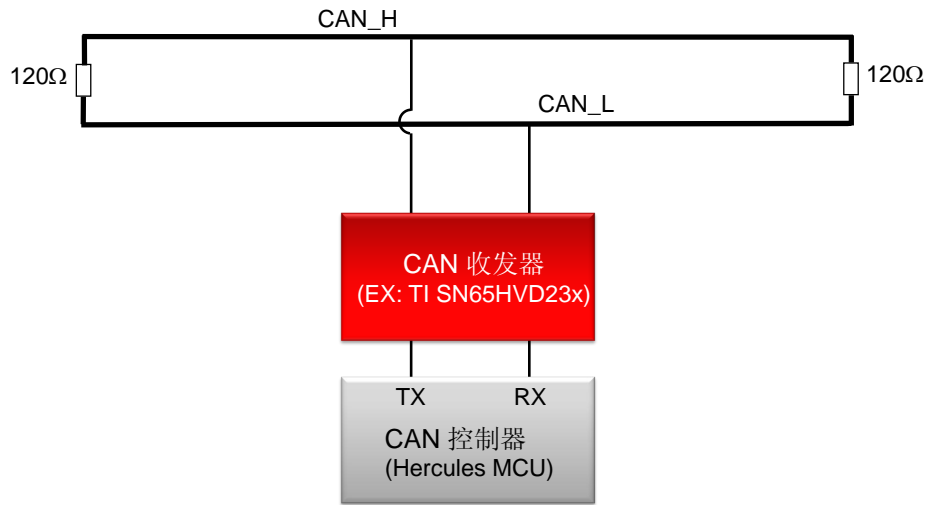 CAN_H
120Ω
120Ω
CAN_L
CAN 收发器
(EX: TI SN65HVD23x)
TX RX
CAN 控制器
(Hercules MCU)